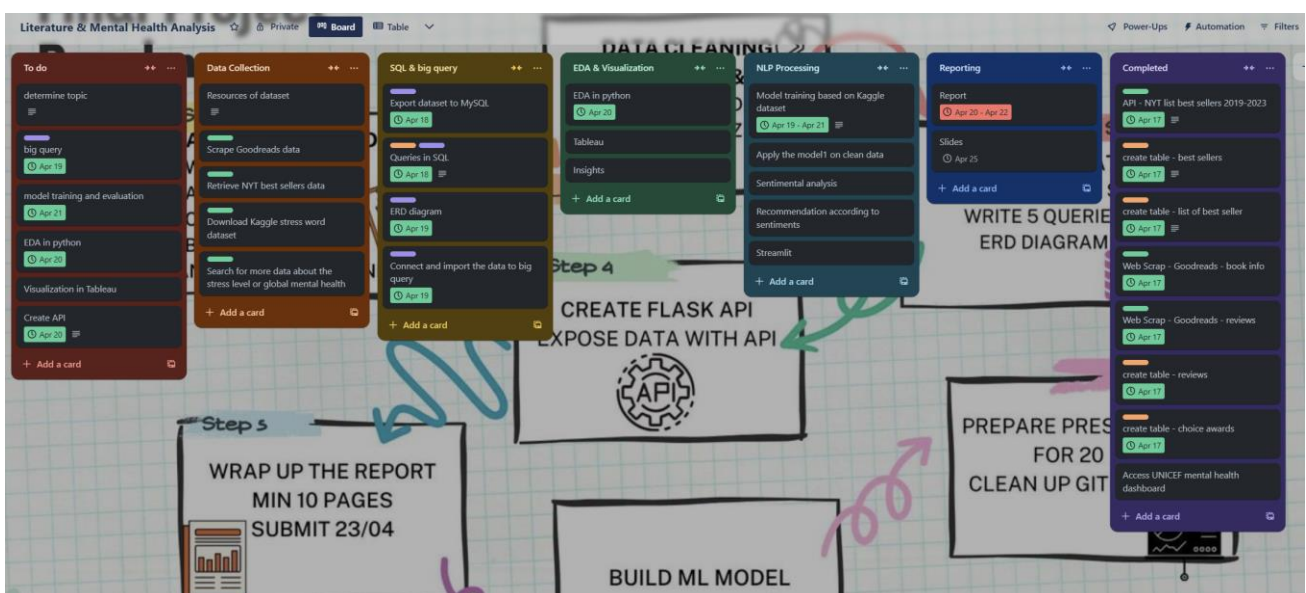 Literature & Mental Health Analysis
Private
Board
Table
Power-Ups
Automation
Filters
To do
determine topic
big query
Apr 19
model training and evaluation
Apr 21
EDA in python
Apr 20
Visualization in Tableau
Create API
Apr 20
+ Add a card
Data Collection
Resources of dataset
Scrape Goodreads data
Retrieve NYT best sellers data
Download Kaggle stress word
dataset
Search for more data about the
stress level or global mental health
+ Add a card
SQL & big query
Export dataset to MySQL
Apr 18
Queries in SQL
Apr 18
ERD diagram
Apr 19
Connect and import the data to big
query
Apr 19
+ Add a card
EDA & Visualization
EDA in python
Apr 20
Tableau
Insights
+ Add a card
NLP Processing
Model training based on Kaggle
dataset
Apr 19 - Apr 21
Apply the model1 on clean data
Sentimental analysis
Recommendation according to
sentiments
Streamlit
+ Add a card
Reporting
Report
Apr 20 - Apr 22
Slides
Apr 25
+ Add a card
Completed
API - NYT list best sellers 2019-2023
Apr 17
create table - best sellers
Apr 17
create table - list of best seller
Apr 17
Web Scrap - Goodreads - book info
Apr 17
Web Scrap - Goodreads - reviews
Apr 17
create table - reviews
Apr 17
create table - choice awards
Apr 17
Access UNICEF mental health
dashboard
+ Add a card
DATA CLEANING
WRITE 5 QUERIE
ERD DIAGRAM
Step 4
CREATE FLASK API
EXPOSE DATA WITH API
API
Step 5
WRAP UP THE REPORT
MIN 10 PAGES
SUBMIT 23/04
PREPARE PRES
FOR 20
CLEAN UP GIT
BUILD ML MODEL